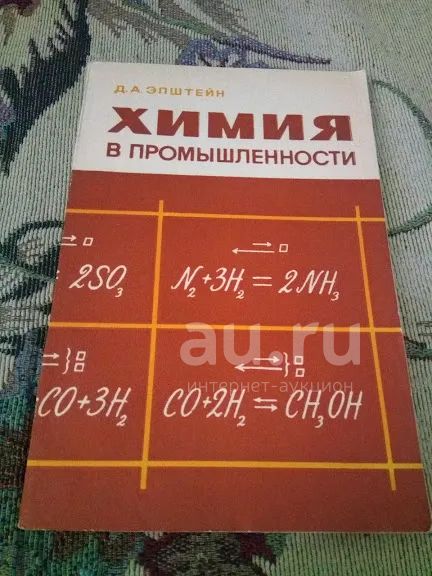 Д. А. ЭПШТЕЙН
ХИМИЯ
В ПРОМЫШЛЕННОСТИ
2SO₃
N₂+3H₂=2NH₃
CO+3H₂
CO+2H₂⇆CH₃OH
au.ru
интернет-аукцион